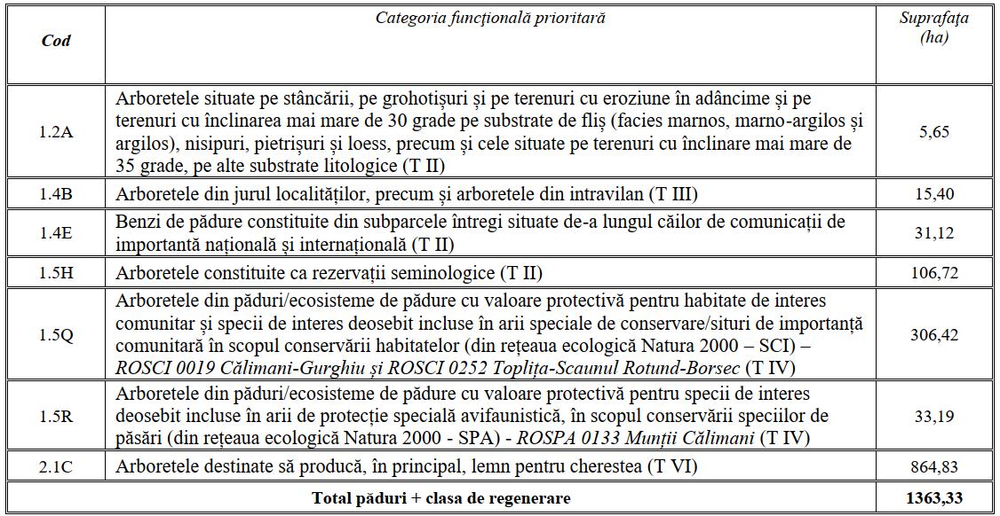 Cod
Categoria funcţională prioritară
Suprafaţa
(ha)
1.2A
Arboretele situate pe stâncării, pe grohotișuri și pe terenuri cu eroziune în adâncime și pe
terenuri cu înclinarea mai mare de 30 grade pe substrate de fliș (facies marnos, marno-argilos și
argilos), nisipuri, pietrișuri și loess, precum și cele situate pe terenuri cu înclinare mai mare de
35 grade, pe alte substrate litologice (T II)
5,65
1.4B
Arboretele din jurul localităților, precum și arboretele din intravilan (T III)
15,40
1.4E
Benzi de pădure constituite din subparcele întregi situate de-a lungul căilor de comunicații de
importantă națională și internațională (T II)
31,12
1.5H
Arboretele constituite ca rezervații seminologice (T II)
106,72
1.5Q
Arboretele din păduri/ecosisteme de pădure cu valoare protectivă pentru habitate de interes
comunitar și specii de interes deosebit incluse în arii speciale de conservare/situri de importanță
comunitară în scopul conservării habitatelor (din rețeaua ecologică Natura 2000 – SCI) –
ROSCI 0019 Călimani-Gurghiu și ROSCI 0252 Toplița-Scaunul Rotund-Borsec (T IV)
306,42
1.5R
Arboretele din păduri/ecosisteme de pădure cu valoare protectivă pentru specii de interes
deosebit incluse în arii de protecție specială avifaunistică, în scopul conservării speciilor de
păsări (din rețeaua ecologică Natura 2000 - SPA) - ROSPA 0133 Munții Călimani (T IV)
33,19
2.1C
Arboretele destinate să producă, în principal, lemn pentru cherestea (T VI)
864,83
Total păduri + clasa de regenerare
1363,33